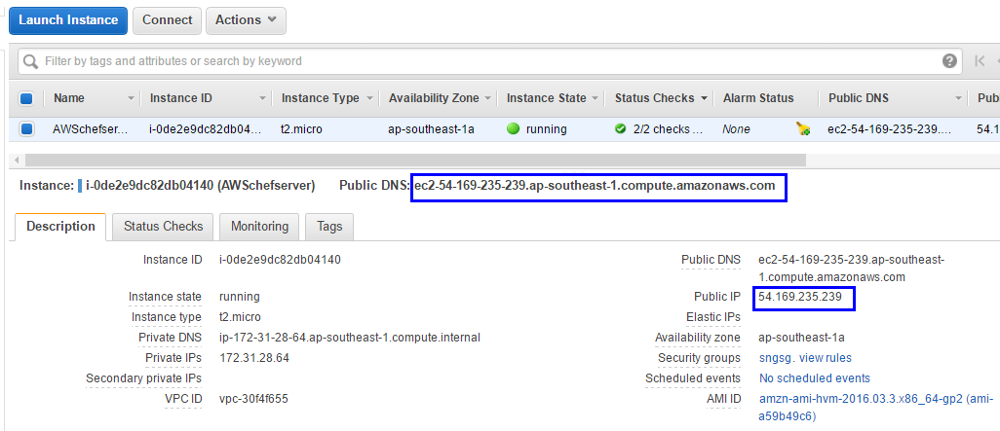 Launch Instance Connect Actions
Filter by tags and attributes or search by keyword
Name Instance ID Instance Type Availability Zone Instance State Status Checks Alarm Status Public DNS Pub
AWSchefser... i-0de2e9dc82db04... t2.micro ap-southeast-1a running 2/2 checks ... None ec2-54-169-235-239.... 54.1
Instance: i-0de2e9dc82db04140 (AWSchefserver) Public DNS: ec2-54-169-235-239.ap-southeast-1.compute.amazonaws.com
Description Status Checks Monitoring Tags
Instance ID i-0de2e9dc82db04140 Public DNS ec2-54-169-235-239.ap-southeast-
1.compute.amazonaws.com
Instance state running Public IP 54.169.235.239
Instance type t2.micro Elastic IPs
Private DNS ip-172-31-28-64.ap-southeast-1.compute.internal Availability zone ap-southeast-1a
Private IPs 172.31.28.64 Security groups sngsg. view rules
Secondary private IPs Scheduled events No scheduled events
VPC ID vpc-30f4f655 AMI ID amzn-ami-hvm-2016.03.3.x86_64-gp2 (ami-
a59b49c6)